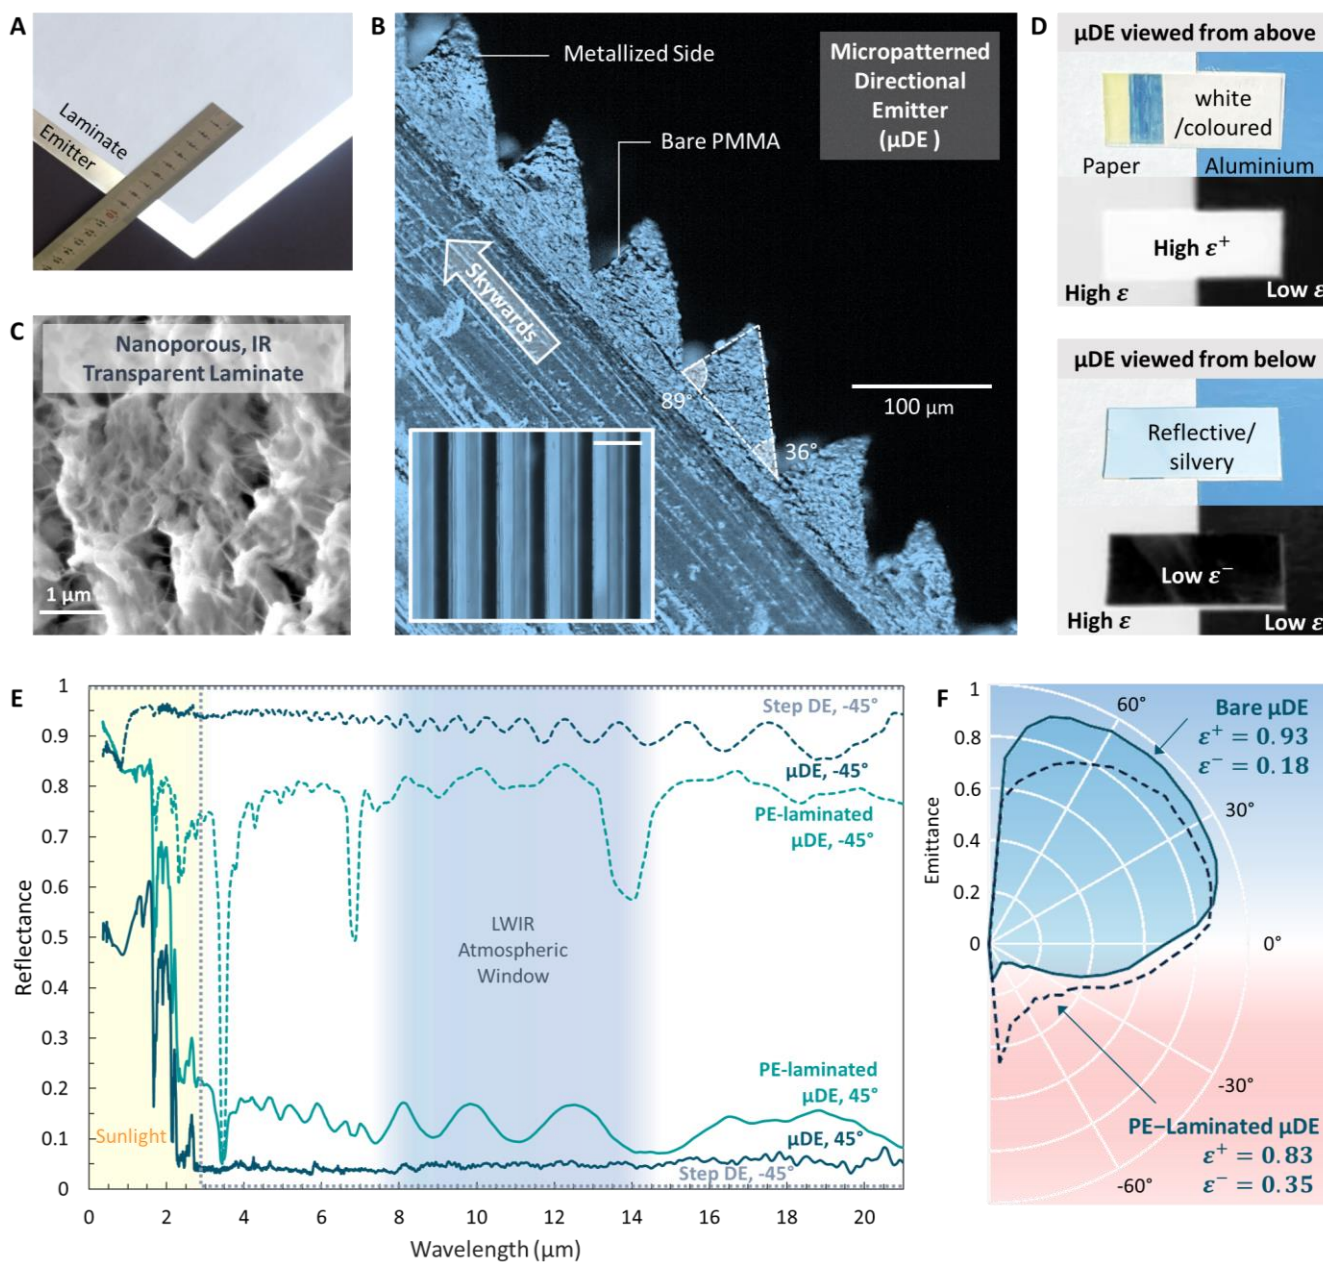 A
Laminate
Emitter
B
Metallized Side
Bare PMMA
Micropatterned
Directional
Emitter
(μDE )
Skywards
89°
36°
100 μm
C
Nanoporous, IR
Transparent Laminate
1 μm
D
μDE viewed from above
white
/coloured
Paper
Aluminium
High ε⁺
High ε
Low ε
μDE viewed from below
Reflective/
silvery
Low ε⁻
High ε
Low ε
E
Reflectance
1
0.9
0.8
0.7
0.6
0.5
0.4
0.3
0.2
0.1
0
Step DE, -45°
μDE, -45°
PE-laminated
μDE, -45°
LWIR
Atmospheric
Window
PE-laminated
μDE, 45°
μDE, 45°
Step DE, -45°
Sunlight
0 2 4 6 8 10 12 14 16 18 20
Wavelength (μm)
F
Emittance
1
0.8
0.6
0.4
0.2
0
60°
30°
0°
-30°
-60°
Bare μDE
ε⁺ = 0.93
ε⁻ = 0.18
PE−Laminated μDE
ε⁺ = 0.83
ε⁻ = 0.35